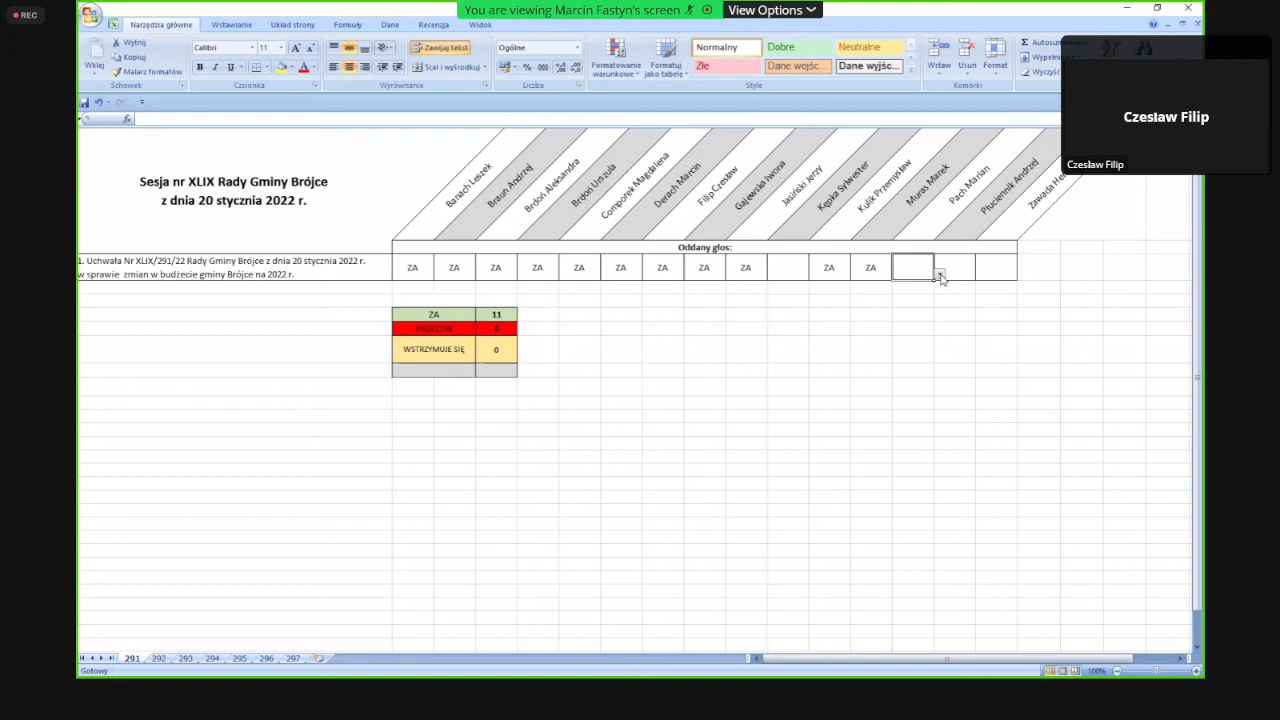 REC
You are viewing Marcin Fastyn's screen
View Options
Narzędzia główne Wstawianie Układ strony Formuły Dane Recenzja Widok
Wklej
Wytnij
Kopiuj
Malarz formatów
Schowek
Calibri 11
B I U
Czcionka
Zawijaj tekst
Scal i wyśrodkuj
Wyrównanie
Ogólne
% 000
Liczba
Formatowanie warunkowe
Formatuj jako tabelę
Normalny Dobre Neutralne
Złe Dane wejśc... Dane wyjśc...
Style
Wstaw Usuń Format
Komórki
Czesław Filip
Czesław Filip
fx
Sesja nr XLIX Rady Gminy Brójce
z dnia 20 stycznia 2022 r.
Banach Leszek
Braun Andrzej
Brdoń Aleksandra
Brdoń Urszula
Comporek Magdalena
Derach Marcin
Filip Czesław
Gajewska Iwona
Jasiński Jerzy
Kępka Sylwester
Kulik Przemysław
Muras Marek
Pach Marian
Płuciennik Andrzej
Oddany głos:
1. Uchwała Nr XLIX/291/22 Rady Gminy Brójce z dnia 20 stycznia 2022 r.
w sprawie zmian w budżecie gminy Brójce na 2022 r.
ZA ZA ZA ZA ZA ZA ZA ZA ZA ZA ZA
ZA 11
PRZECIW 0
WSTRZYMUJE SIĘ 0
291 292 293 294 295 296 297
Gotowy
100%